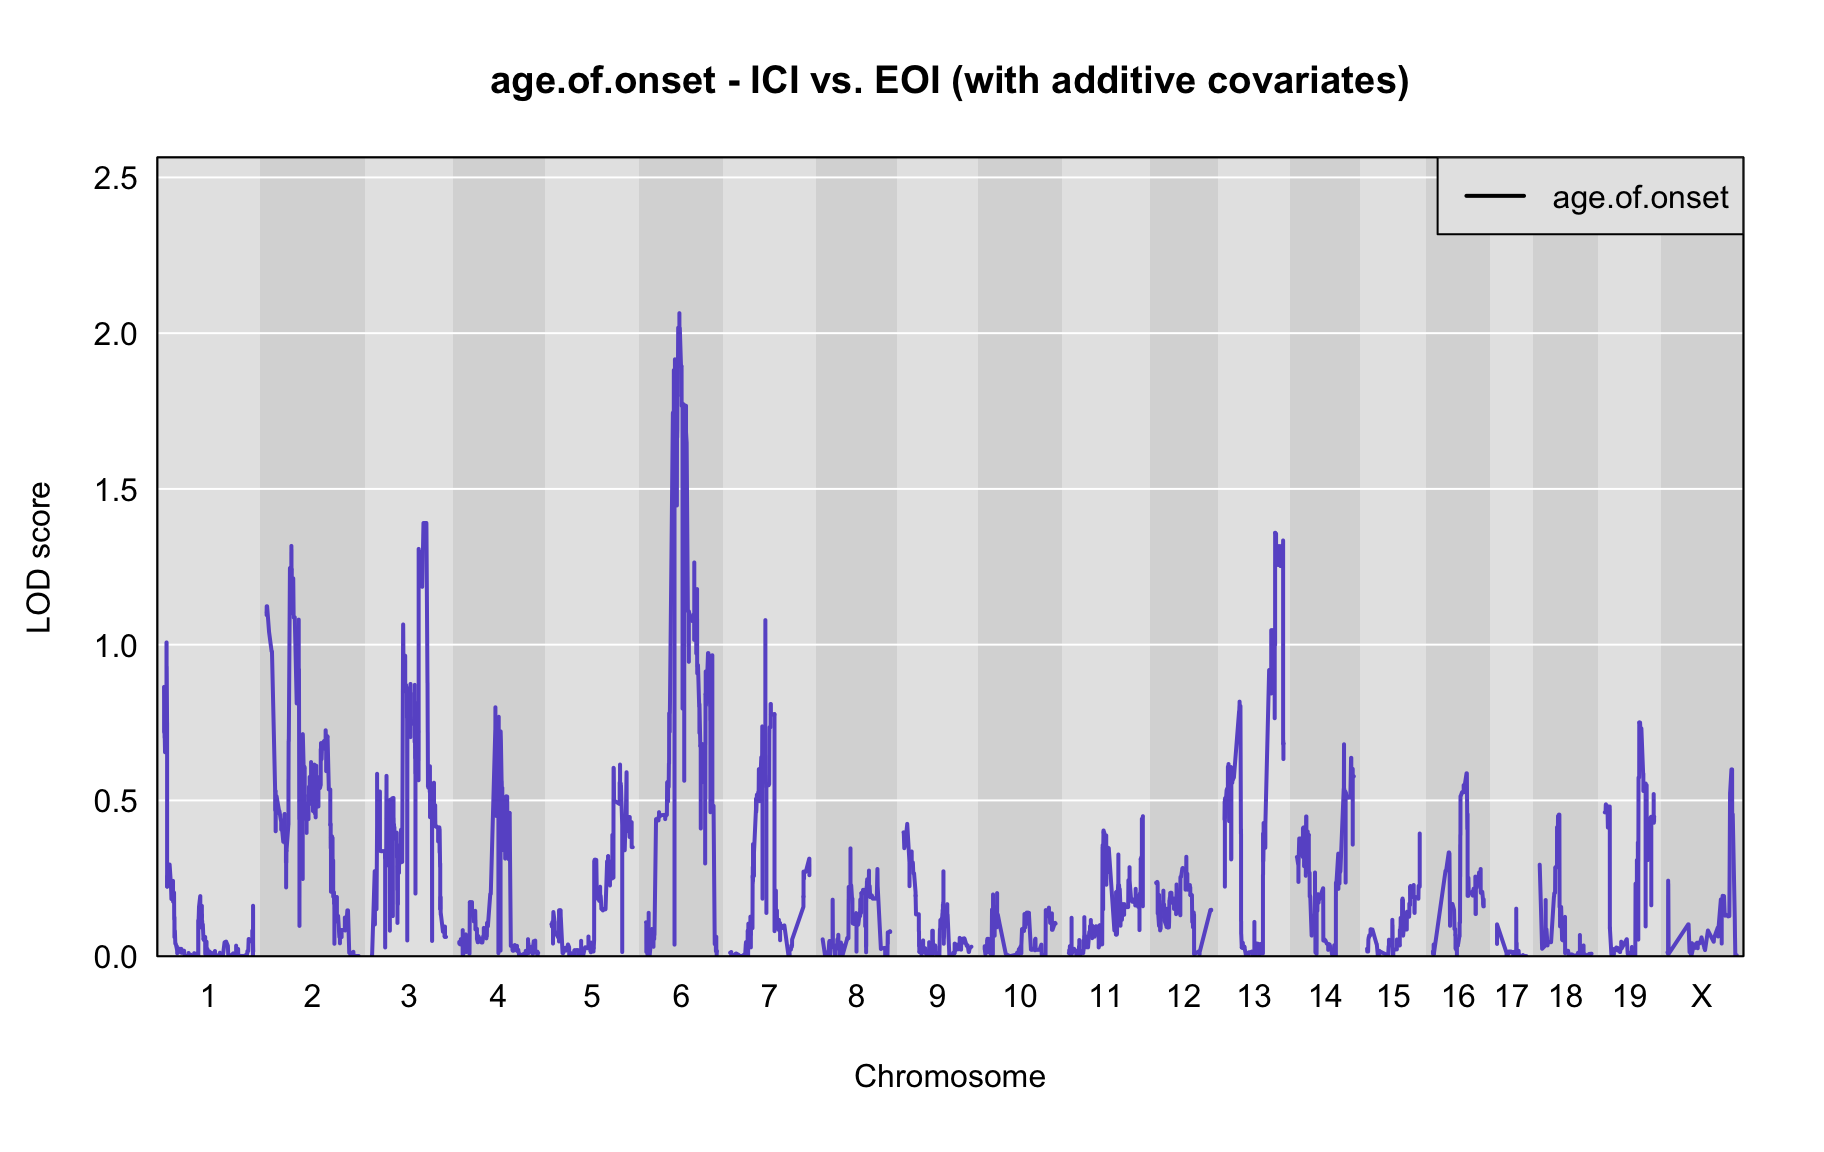 age.of.onset - ICI vs. EOI (with additive covariates)
age.of.onset
LOD score
2.5
2.0
1.5
1.0
0.5
0.0
1 2 3 4 5 6 7 8 9 10 11 12 13 14 15 16 17 18 19 X
Chromosome